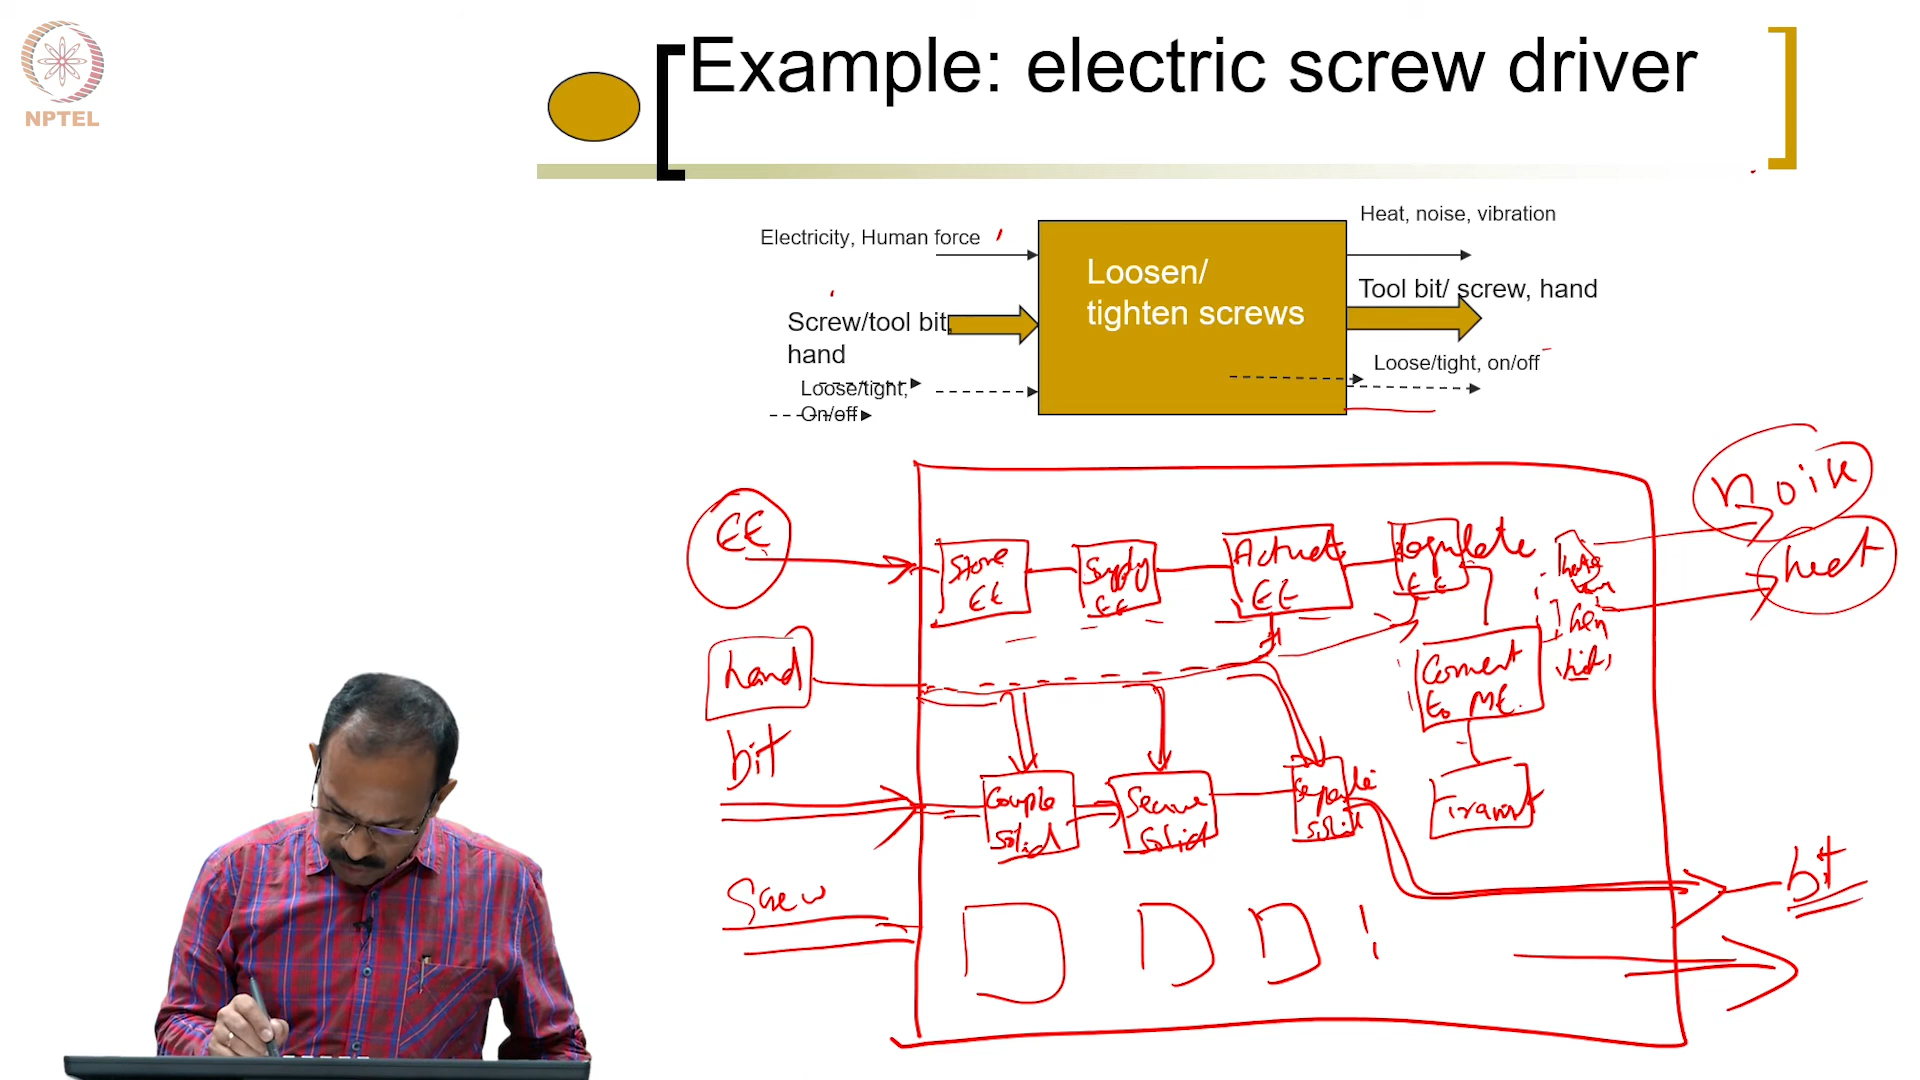 NPTEL
Example: electric screw driver
Electricity, Human force
Heat, noise, vibration
Loosen/
tighten screws
Tool bit/ screw, hand
Screw/tool bit,
hand
Loose/tight, on/off
Loose/tight,
On/off
EE
heat
Store
EE
Supply
EE
Actuate
EE
Regulate
EE
hand
Convert
to ME.
bit
Couple
Solid
Secure
Solid
Separate
Solid
bit
Screw